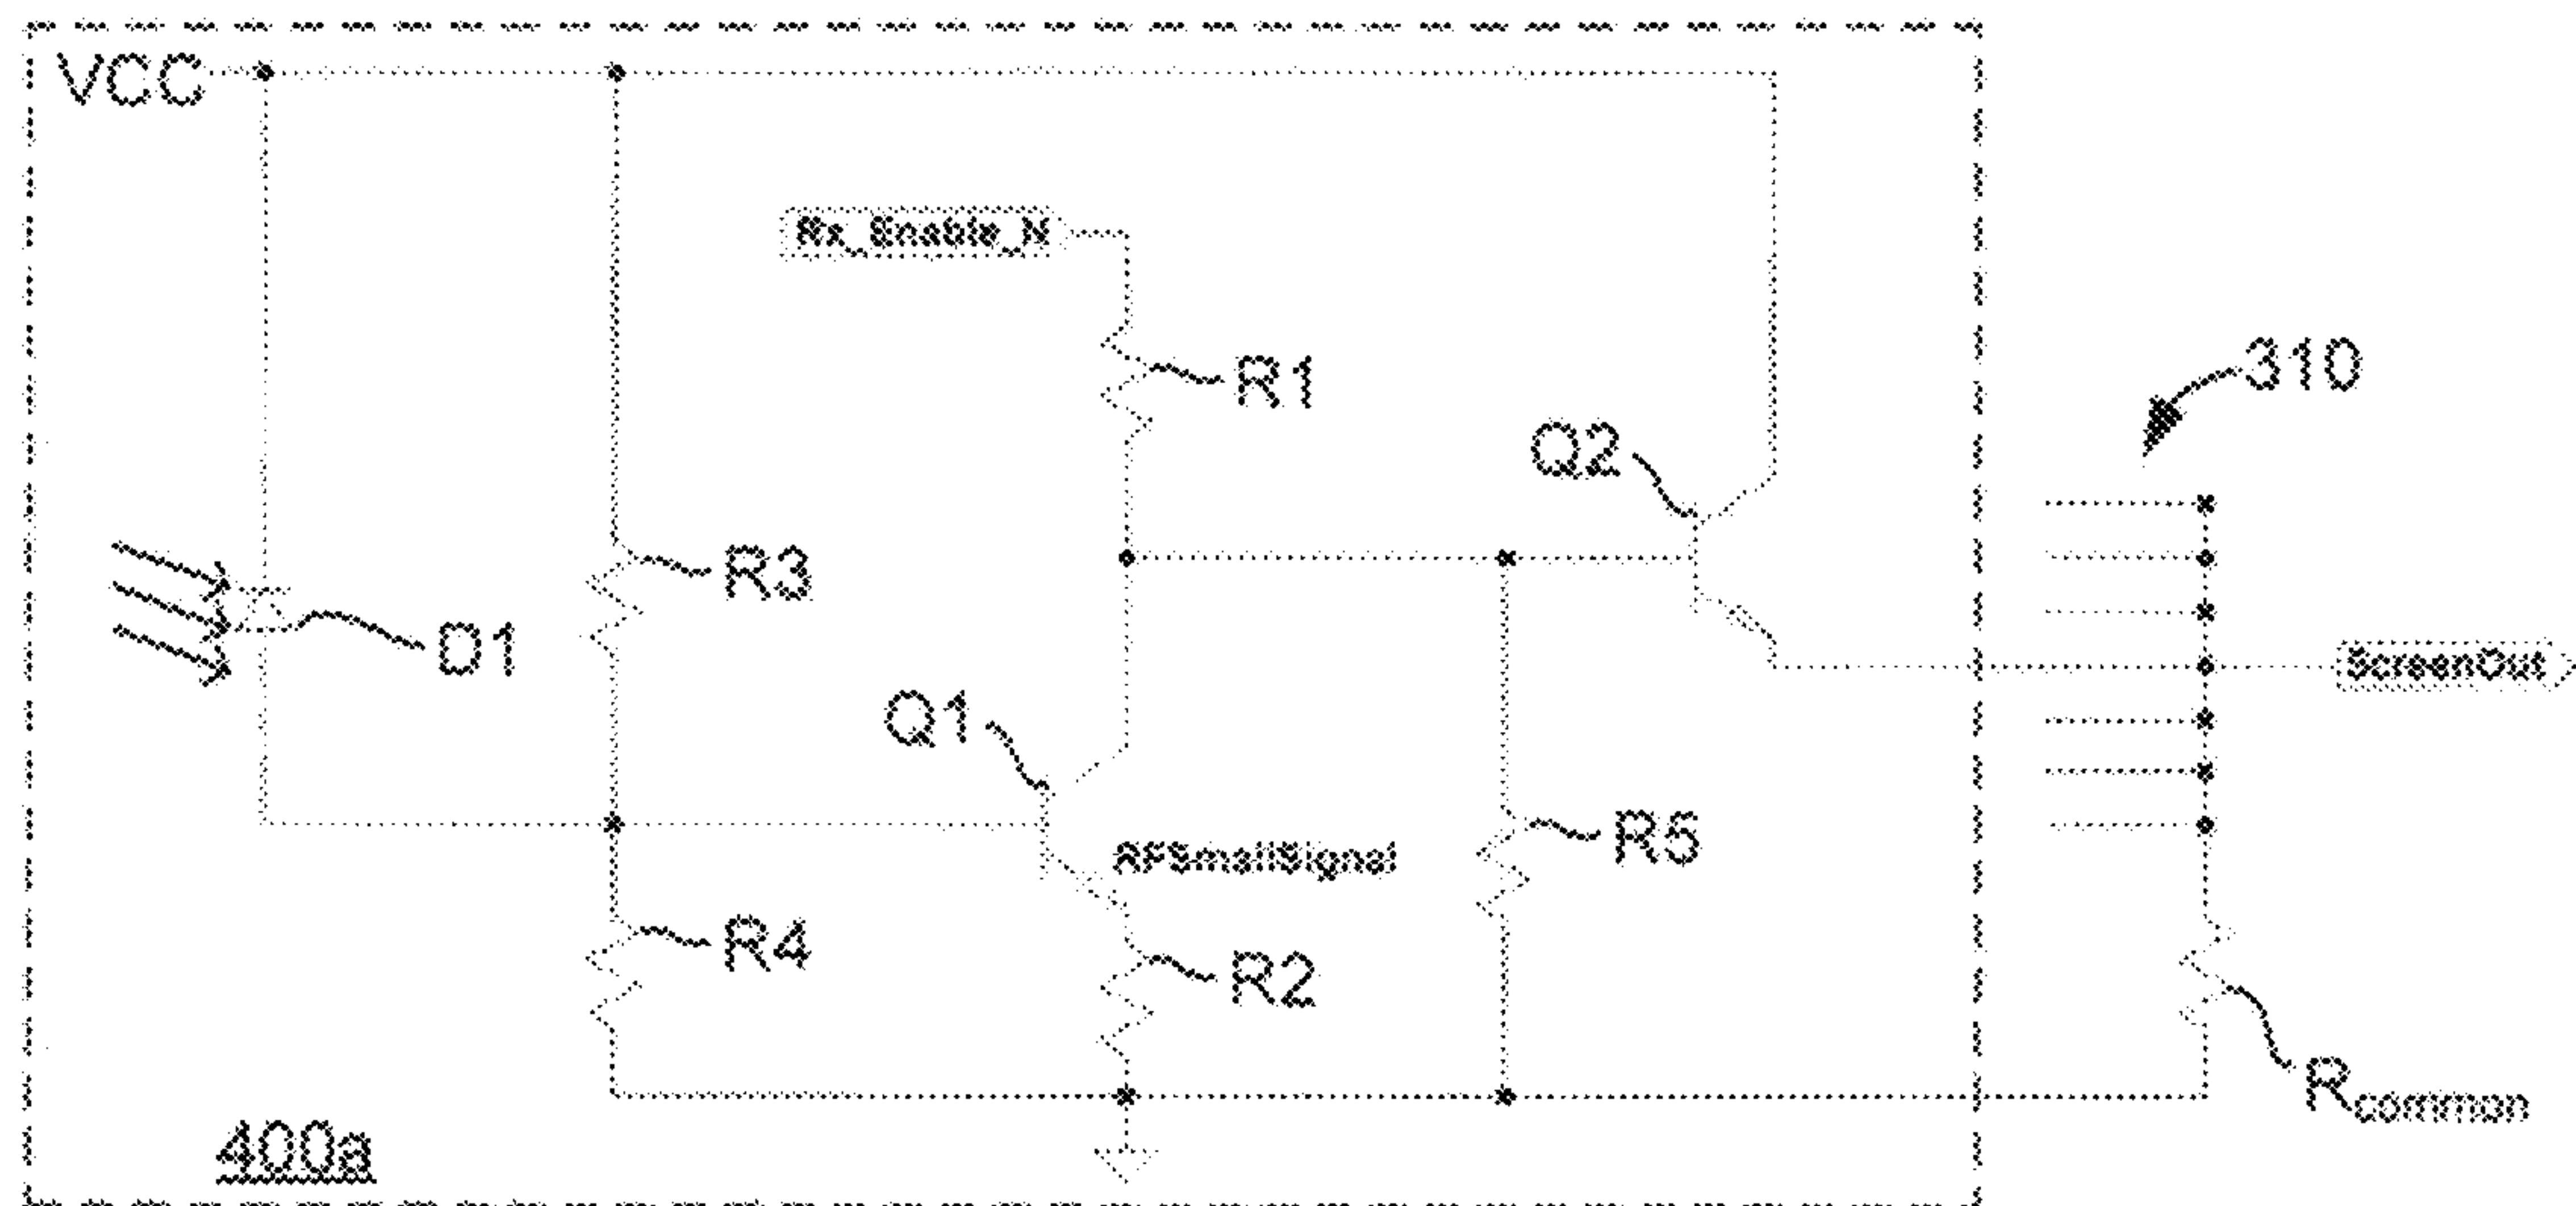 VCC
Rx_Enable_N
R1
310
Q2
R3
D1
ScreenOut
Q1
RFSmallSignal
R5
R4
R2
Rcommon
400a